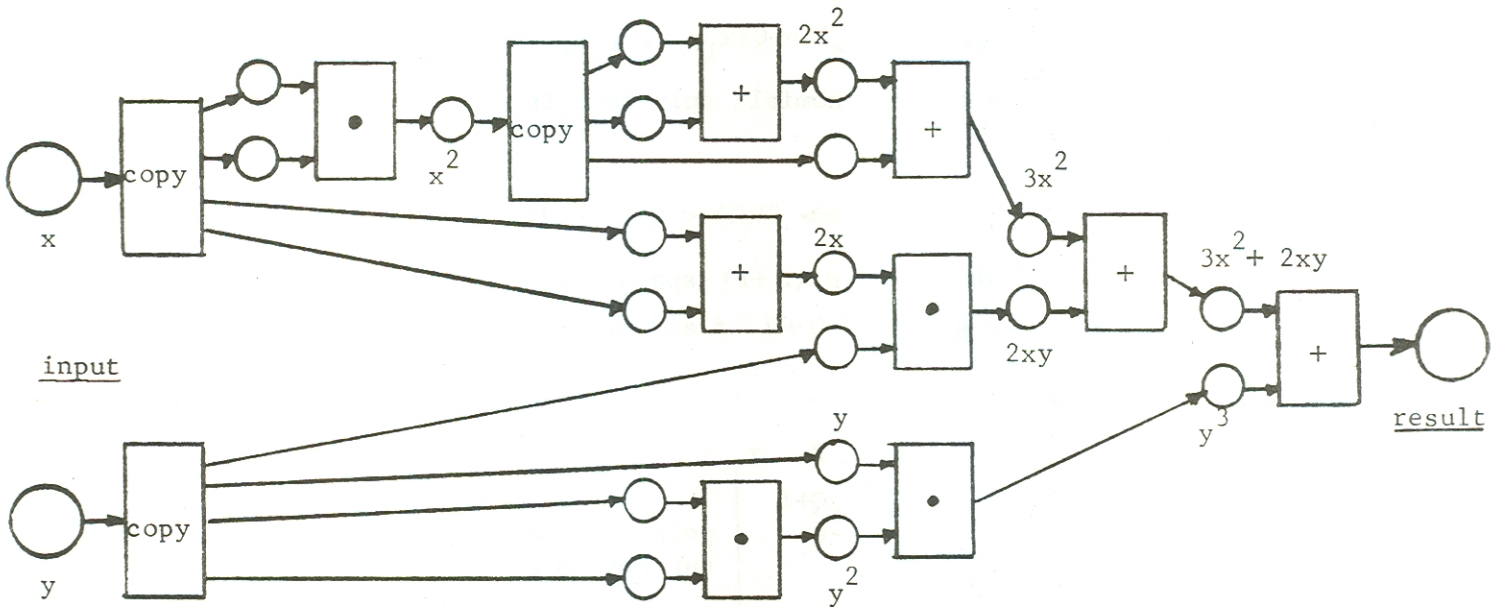 2x²
+
+
•
copy
x²
copy
x
3x²
+
2x
•
+
3x²+ 2xy
+
2xy
input
y
y³
result
copy
•
•
y
y²